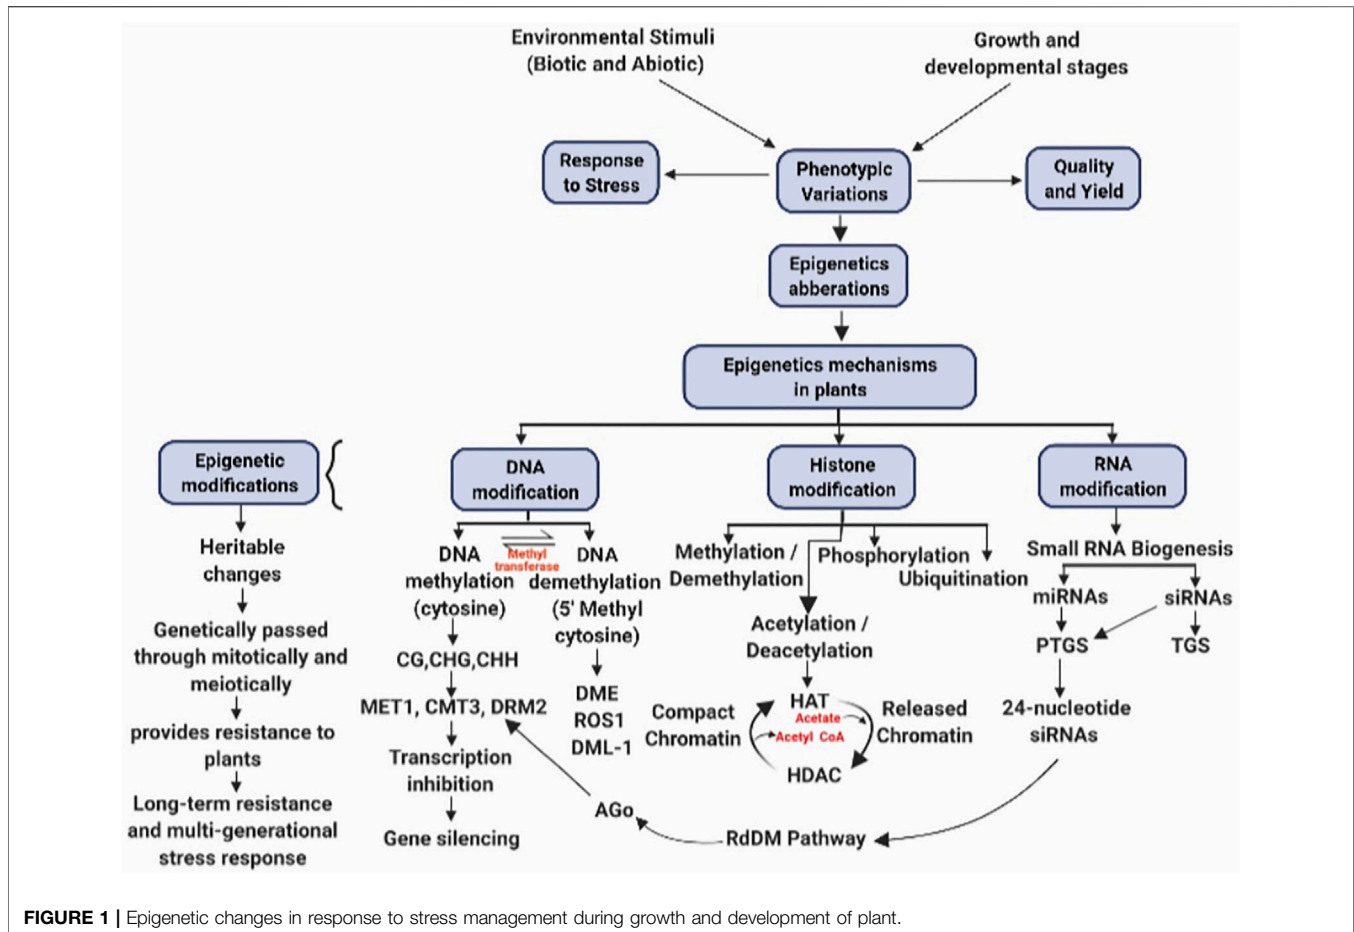 Environmental Stimuli
(Biotic and Abiotic)
Growth and
developmental stages
Response
to Stress
Phenotypic
Variations
Quality
and Yield
Epigenetics
abberations
Epigenetics mechanisms
in plants
Epigenetic
modifications
DNA
modification
Histone
modification
RNA
modification
Heritable
changes
Genetically passed
through mitotically and
meiotically
provides resistance to
plants
Long-term resistance
and multi-generational
stress response
DNA
methylation
(cytosine)
Methyl
transferase
DNA
demethylation
(5' Methyl
cytosine)
CG,CHG,CHH
MET1, CMT3, DRM2
Transcription
inhibition
Gene silencing
DME
ROS1
DML-1
Methylation /
Demethylation
Phosphorylation
Ubiquitination
Acetylation /
Deacetylation
Compact
Chromatin
HAT
Acetate
Acetyl CoA
HDAC
Released
Chromatin
Small RNA Biogenesis
miRNAs
siRNAs
PTGS
TGS
24-nucleotide
siRNAs
AGo
RdDM Pathway
FIGURE 1 | Epigenetic changes in response to stress management during growth and development of plant.